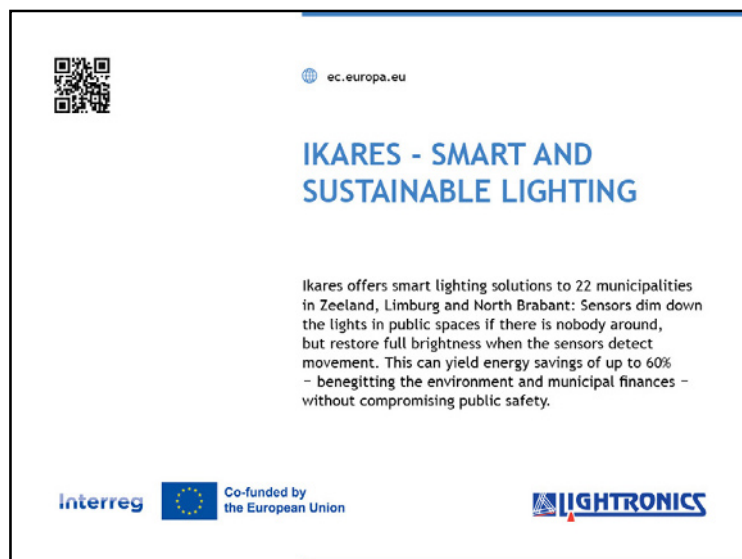 ec.europa.eu
IKARES - SMART AND
SUSTAINABLE LIGHTING
Ikares offers smart lighting solutions to 22 municipalities
in Zeeland, Limburg and North Brabant: Sensors dim down
the lights in public spaces if there is nobody around,
but restore full brightness when the sensors detect
movement. This can yield energy savings of up to 60%
– benegitting the environment and municipal finances –
without compromising public safety.
Interreg
Co-funded by
the European Union
LIGHTRONICS